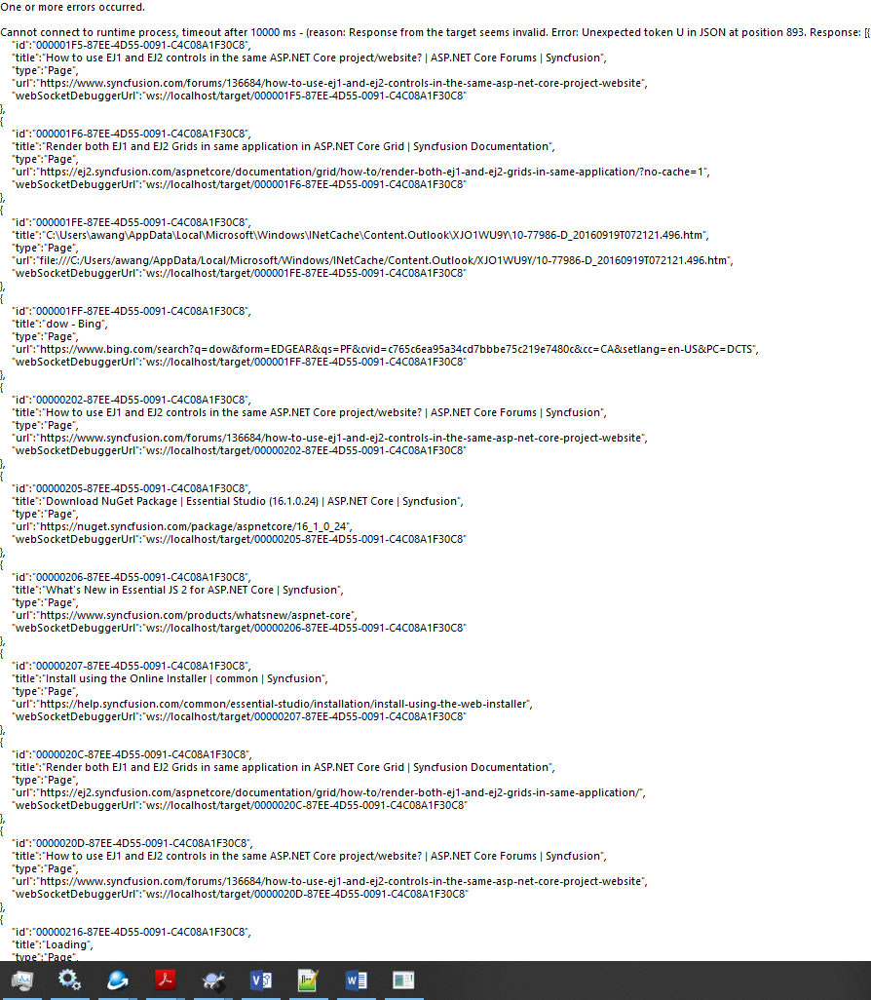 One or more errors occurred.
Cannot connect to runtime process, timeout after 10000 ms - (reason: Response from the target seems invalid. Error: Unexpected token U in JSON at position 893. Response: [{
"id":"000001F5-87EE-4D55-0091-C4C08A1F30C8",
"title":"How to use EJ1 and EJ2 controls in the same ASP.NET Core project/website? | ASP.NET Core Forums | Syncfusion",
"type":"Page",
"url":"https://www.syncfusion.com/forums/136684/how-to-use-ej1-and-ej2-controls-in-the-same-asp-net-core-project-website",
"webSocketDebuggerUrl":"ws://localhost/target/000001F5-87EE-4D55-0091-C4C08A1F30C8"
},
{
"id":"000001F6-87EE-4D55-0091-C4C08A1F30C8",
"title":"Render both EJ1 and EJ2 Grids in same application in ASP.NET Core Grid | Syncfusion Documentation",
"type":"Page",
"url":"https://ej2.syncfusion.com/aspnetcore/documentation/grid/how-to/render-both-ej1-and-ej2-grids-in-same-application/?no-cache=1",
"webSocketDebuggerUrl":"ws://localhost/target/000001F6-87EE-4D55-0091-C4C08A1F30C8"
},
{
"id":"000001FE-87EE-4D55-0091-C4C08A1F30C8",
"title":"C:\Users\awang\AppData\Local\Microsoft\Windows\INetCache\Content.Outlook\XJO1WU9Y\10-77986-D_20160919T072121.496.htm",
"type":"Page",
"url":"file:///C:/Users/awang/AppData/Local/Microsoft/Windows/INetCache/Content.Outlook/XJO1WU9Y/10-77986-D_20160919T072121.496.htm",
"webSocketDebuggerUrl":"ws://localhost/target/000001FE-87EE-4D55-0091-C4C08A1F30C8"
},
{
"id":"000001FF-87EE-4D55-0091-C4C08A1F30C8",
"title":"dow - Bing",
"type":"Page",
"url":"https://www.bing.com/search?q=dow&form=EDGEAR&qs=PF&cvid=c765c6ea95a34cd7bbbe75c219e7480c&cc=CA&setlang=en-US&PC=DCTS",
"webSocketDebuggerUrl":"ws://localhost/target/000001FF-87EE-4D55-0091-C4C08A1F30C8"
},
{
"id":"00000202-87EE-4D55-0091-C4C08A1F30C8",
"title":"How to use EJ1 and EJ2 controls in the same ASP.NET Core project/website? | ASP.NET Core Forums | Syncfusion",
"type":"Page",
"url":"https://www.syncfusion.com/forums/136684/how-to-use-ej1-and-ej2-controls-in-the-same-asp-net-core-project-website",
"webSocketDebuggerUrl":"ws://localhost/target/00000202-87EE-4D55-0091-C4C08A1F30C8"
},
{
"id":"00000205-87EE-4D55-0091-C4C08A1F30C8",
"title":"Download NuGet Package | Essential Studio (16.1.0.24) | ASP.NET Core | Syncfusion",
"type":"Page",
"url":"https://nuget.syncfusion.com/package/aspnetcore/16_1_0_24",
"webSocketDebuggerUrl":"ws://localhost/target/00000205-87EE-4D55-0091-C4C08A1F30C8"
},
{
"id":"00000206-87EE-4D55-0091-C4C08A1F30C8",
"title":"What's New in Essential JS 2 for ASP.NET Core | Syncfusion",
"type":"Page",
"url":"https://www.syncfusion.com/products/whatsnew/aspnet-core",
"webSocketDebuggerUrl":"ws://localhost/target/00000206-87EE-4D55-0091-C4C08A1F30C8"
},
{
"id":"00000207-87EE-4D55-0091-C4C08A1F30C8",
"title":"Install using the Online Installer | common | Syncfusion",
"type":"Page",
"url":"https://help.syncfusion.com/common/essential-studio/installation/install-using-the-web-installer",
"webSocketDebuggerUrl":"ws://localhost/target/00000207-87EE-4D55-0091-C4C08A1F30C8"
},
{
"id":"0000020C-87EE-4D55-0091-C4C08A1F30C8",
"title":"Render both EJ1 and EJ2 Grids in same application in ASP.NET Core Grid | Syncfusion Documentation",
"type":"Page",
"url":"https://ej2.syncfusion.com/aspnetcore/documentation/grid/how-to/render-both-ej1-and-ej2-grids-in-same-application/",
"webSocketDebuggerUrl":"ws://localhost/target/0000020C-87EE-4D55-0091-C4C08A1F30C8"
},
{
"id":"0000020D-87EE-4D55-0091-C4C08A1F30C8",
"title":"How to use EJ1 and EJ2 controls in the same ASP.NET Core project/website? | ASP.NET Core Forums | Syncfusion",
"type":"Page",
"url":"https://www.syncfusion.com/forums/136684/how-to-use-ej1-and-ej2-controls-in-the-same-asp-net-core-project-website",
"webSocketDebuggerUrl":"ws://localhost/target/0000020D-87EE-4D55-0091-C4C08A1F30C8"
},
{
"id":"00000216-87EE-4D55-0091-C4C08A1F30C8",
"title":"Loading",
"type":"Page",